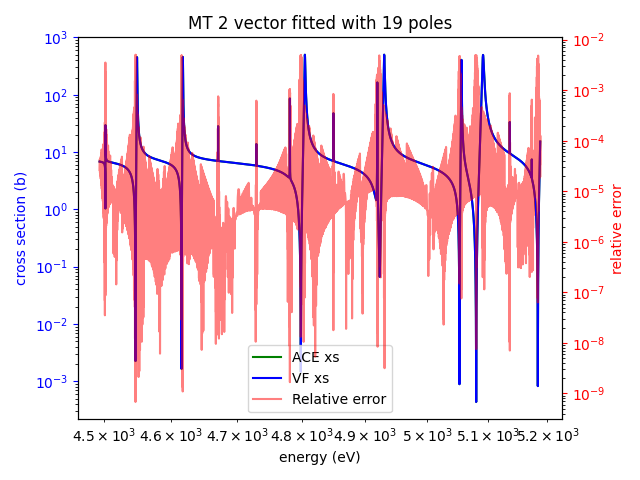 MT 2 vector fitted with 19 poles
10³
10²
10¹
10⁰
10⁻¹
10⁻²
10⁻³
cross section (b)
10⁻²
10⁻³
10⁻⁴
10⁻⁵
10⁻⁶
10⁻⁷
10⁻⁸
10⁻⁹
relative error
ACE xs
VF xs
Relative error
4.5 × 10³ 4.6 × 10³ 4.7 × 10³ 4.8 × 10³ 4.9 × 10³ 5 × 10³ 5.1 × 10³ 5.2 × 10³
energy (eV)